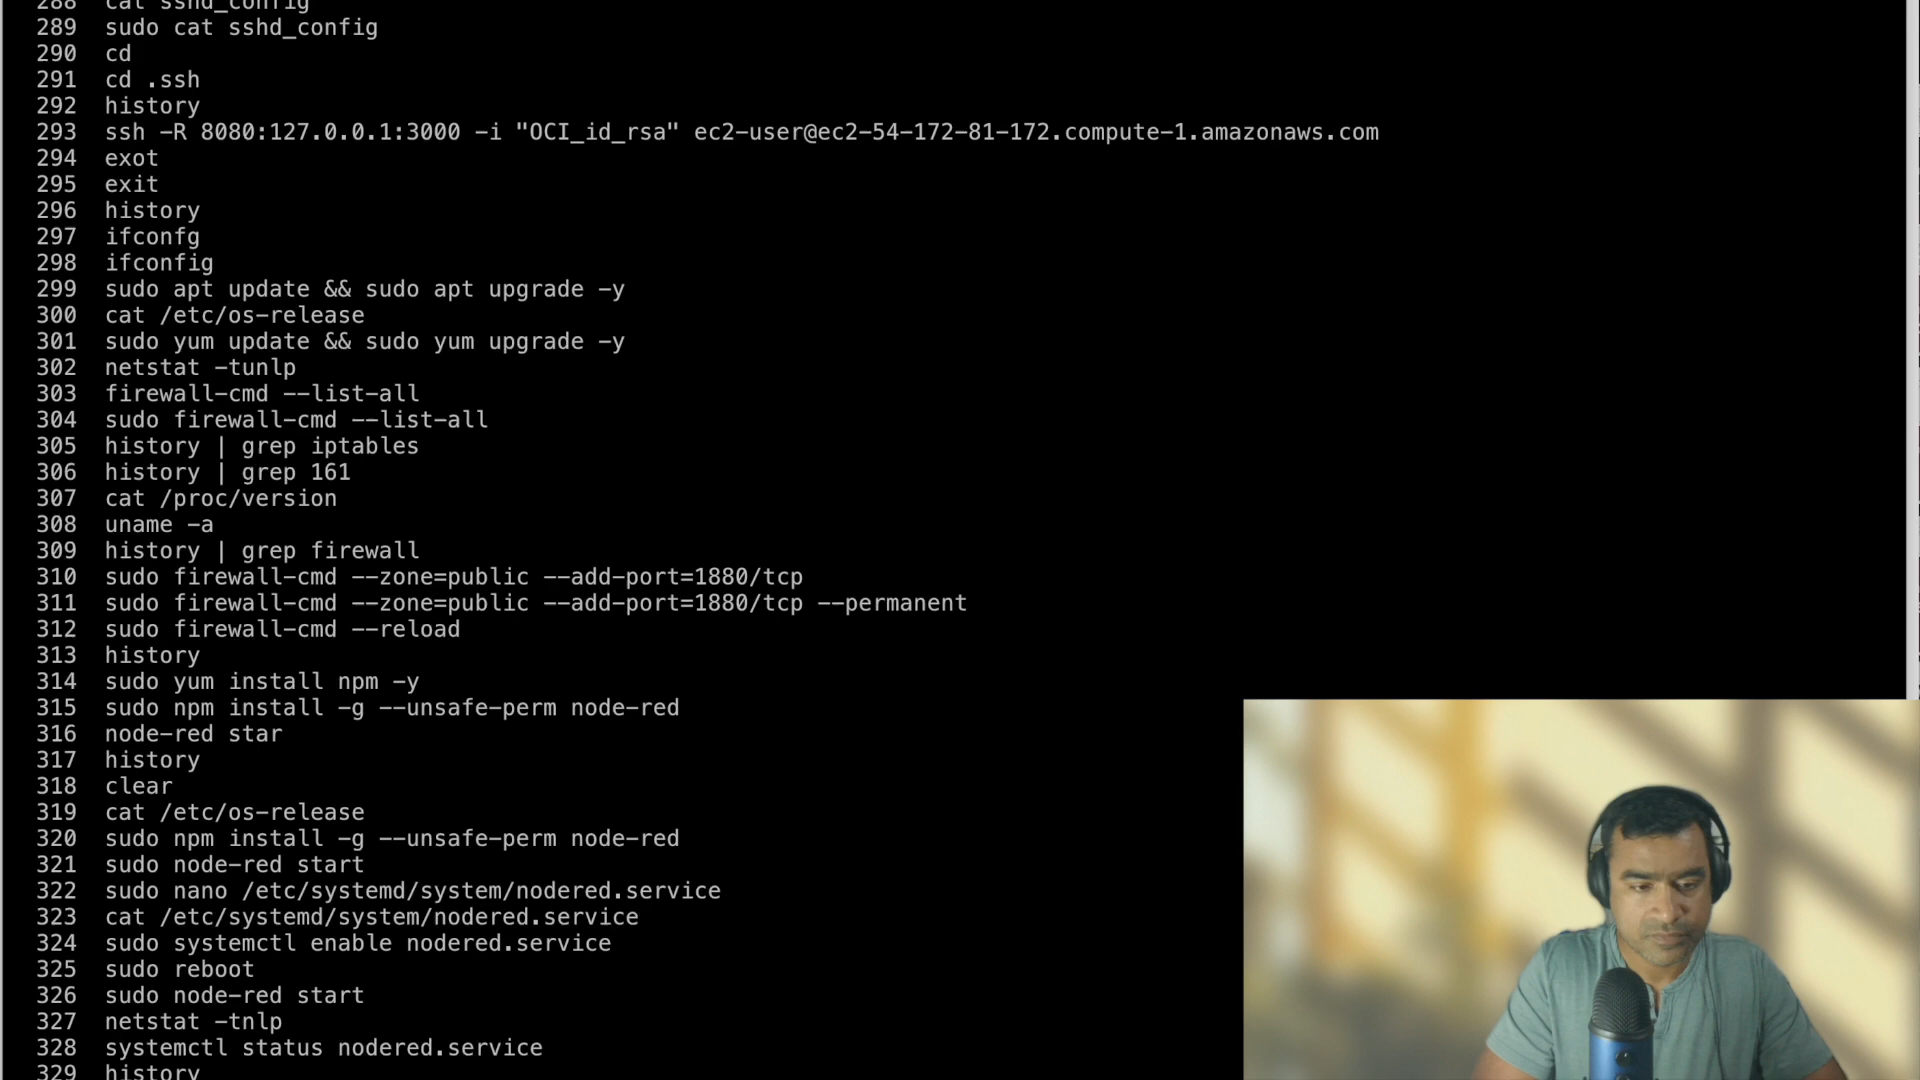 288 cat sshd_config
289 sudo cat sshd_config
290 cd
291 cd .ssh
292 history
293 ssh -R 8080:127.0.0.1:3000 -i "OCI_id_rsa" ec2-user@ec2-54-172-81-172.compute-1.amazonaws.com
294 exot
295 exit
296 history
297 ifconfg
298 ifconfig
299 sudo apt update && sudo apt upgrade -y
300 cat /etc/os-release
301 sudo yum update && sudo yum upgrade -y
302 netstat -tunlp
303 firewall-cmd --list-all
304 sudo firewall-cmd --list-all
305 history | grep iptables
306 history | grep 161
307 cat /proc/version
308 uname -a
309 history | grep firewall
310 sudo firewall-cmd --zone=public --add-port=1880/tcp
311 sudo firewall-cmd --zone=public --add-port=1880/tcp --permanent
312 sudo firewall-cmd --reload
313 history
314 sudo yum install npm -y
315 sudo npm install -g --unsafe-perm node-red
316 node-red star
317 history
318 clear
319 cat /etc/os-release
320 sudo npm install -g --unsafe-perm node-red
321 sudo node-red start
322 sudo nano /etc/systemd/system/nodered.service
323 cat /etc/systemd/system/nodered.service
324 sudo systemctl enable nodered.service
325 sudo reboot
326 sudo node-red start
327 netstat -tnlp
328 systemctl status nodered.service
329 history